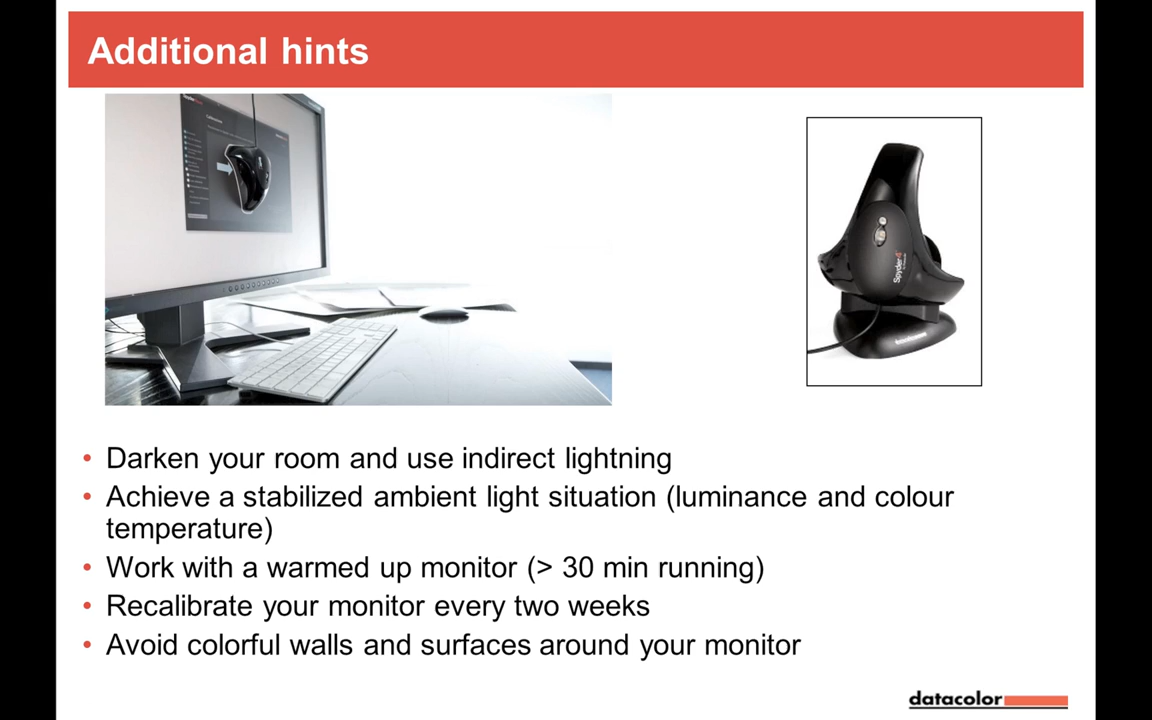 Additional hints
Spyder4
Darken your room and use indirect lightning
Achieve a stabilized ambient light situation (luminance and colour
temperature)
Work with a warmed up monitor (> 30 min running)
Recalibrate your monitor every two weeks
Avoid colorful walls and surfaces around your monitor
datacolor